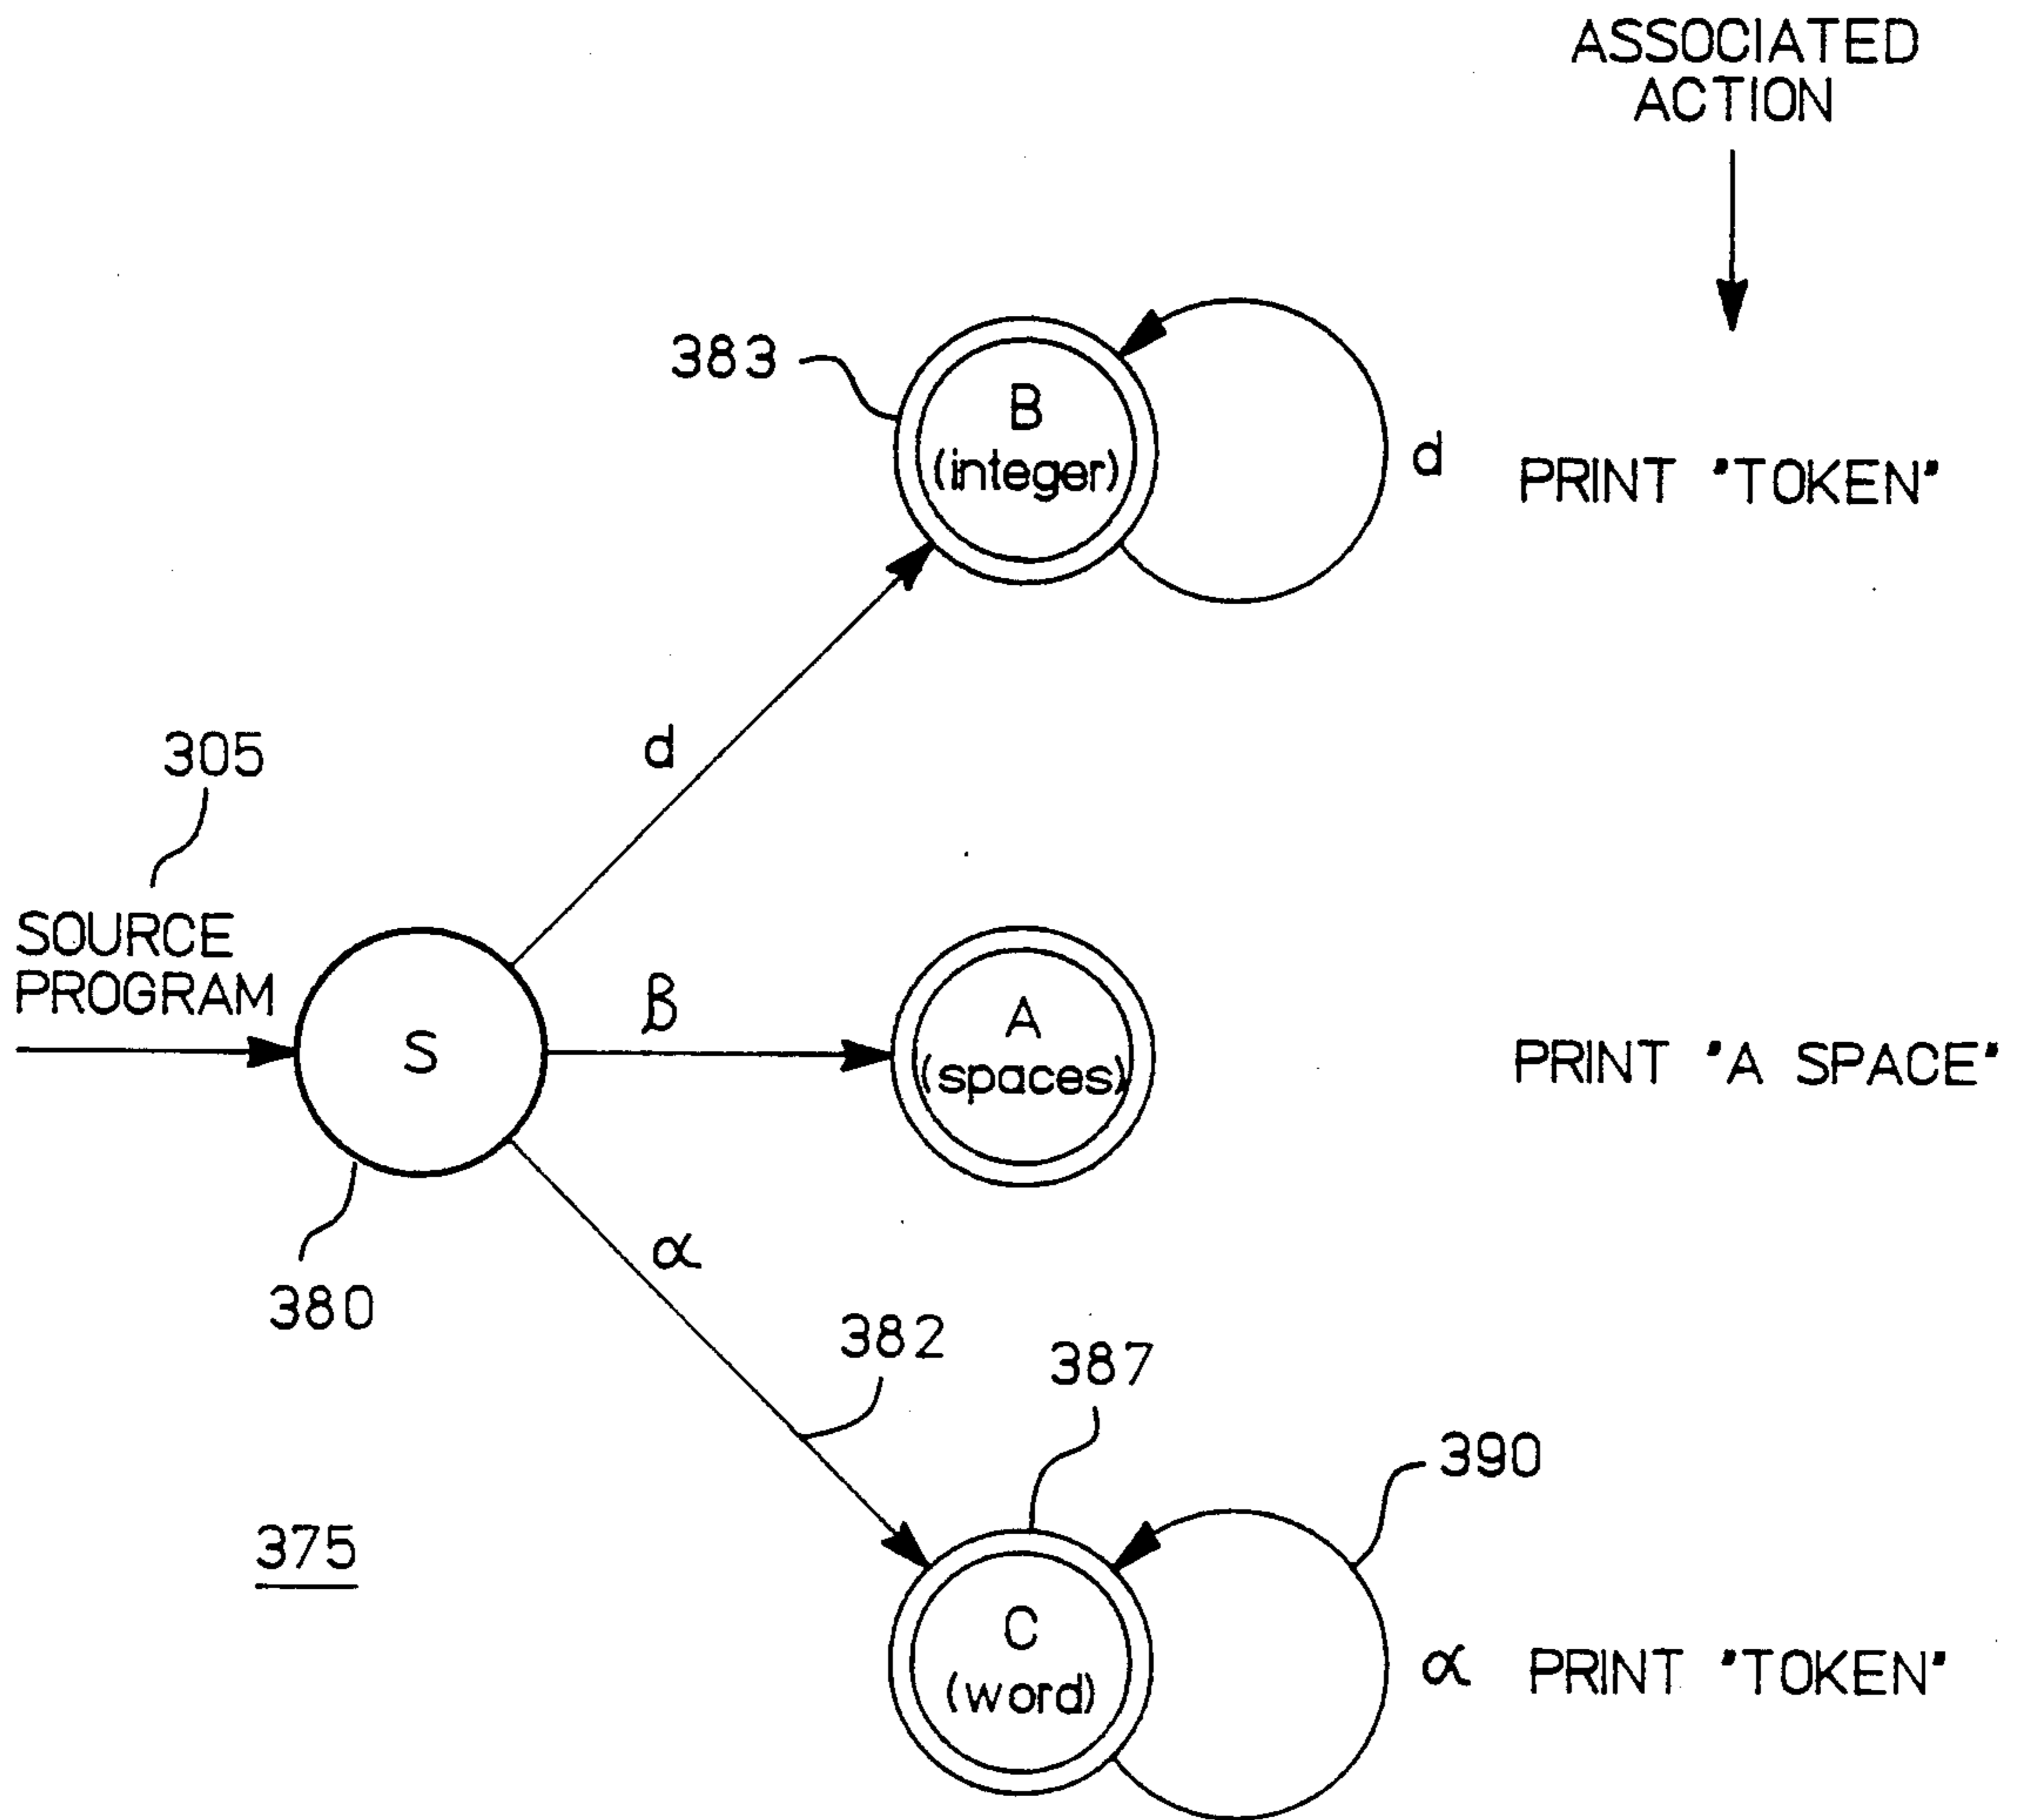 ASSOCIATED
ACTION
383
B
(integer)
d
PRINT "TOKEN"
d
305
SOURCE
PROGRAM
S
β
A
(spaces)
PRINT "A SPACE"
380
α
382
387
390
375
C
(word)
α
PRINT "TOKEN"